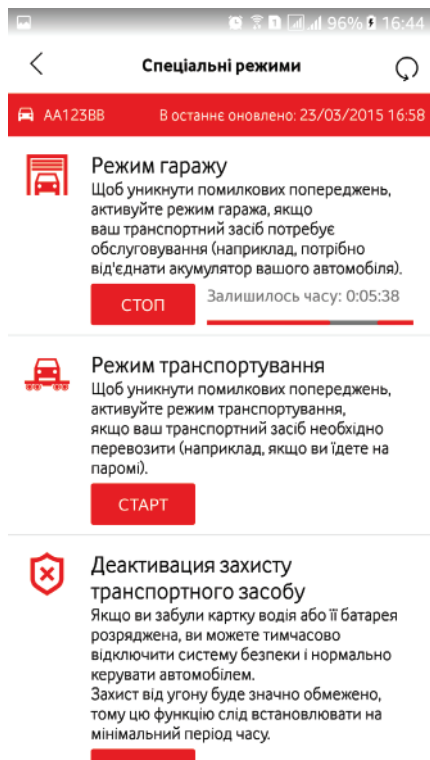 1 96% 16:44
Спеціальні режими
AA123BB В останнє оновлено: 23/03/2015 16:58
Режим гаражу
Щоб уникнути помилкових попереджень,
активуйте режим гаража, якщо
ваш транспортний засіб потребує
обслуговування (наприклад, потрібно
від'єднати акумулятор вашого автомобіля).
СТОП Залишилось часу: 0:05:38
Режим транспортування
Щоб уникнути помилкових попереджень,
активуйте режим транспортування,
якщо ваш транспортний засіб необхідно
перевозити (наприклад, якщо ви їдете на
паромі).
СТАРТ
Деактивация захисту
транспортного засобу
Якщо ви забули картку водія або її батарея
розряджена, ви можете тимчасово
відключити систему безпеки і нормально
керувати автомобілем.
Захист від угону буде значно обмежено,
тому цю функцію слід встановлювати на
мінімальний період часу.